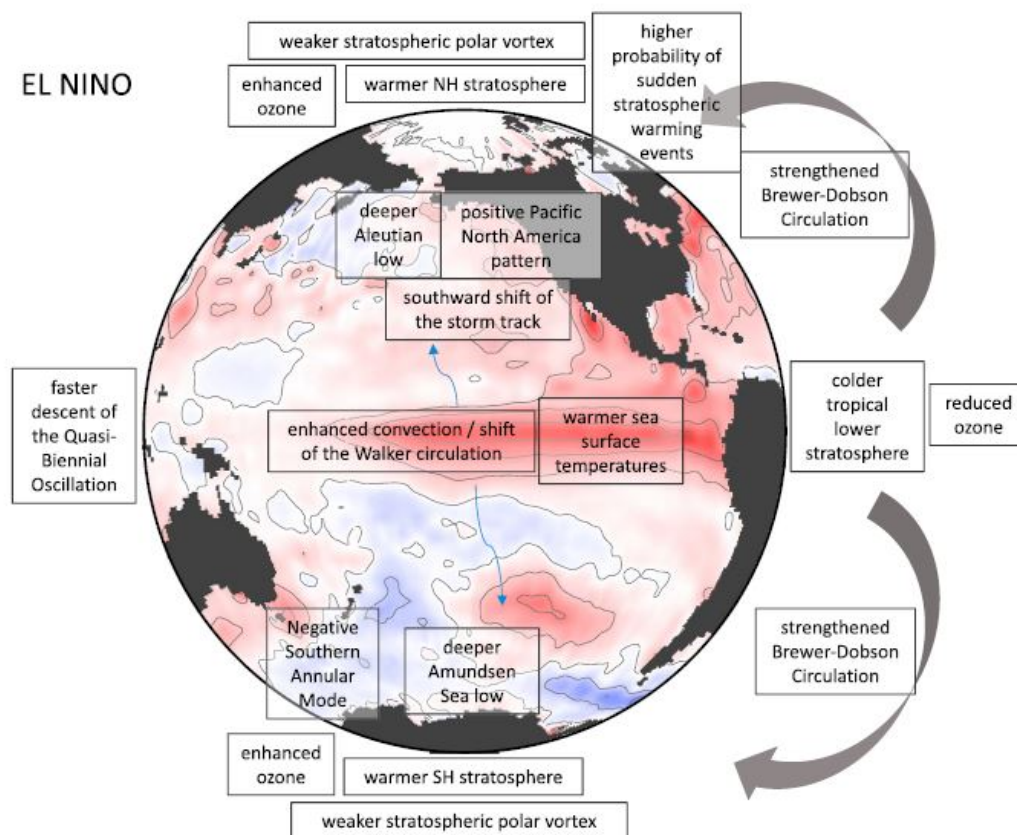 EL NINO
weaker stratospheric polar vortex
enhanced
ozone
warmer NH stratosphere
higher
probability of
sudden
stratospheric
warming
events
strengthened
Brewer-Dobson
Circulation
deeper
Aleutian
low
positive Pacific
North America
pattern
southward shift of
the storm track
faster
descent of
the Quasi-
Biennial
Oscillation
enhanced convection / shift
of the Walker circulation
warmer sea
surface
temperatures
colder
tropical
lower
stratosphere
reduced
ozone
Negative
Southern
Annular
Mode
deeper
Amundsen
Sea low
strengthened
Brewer-Dobson
Circulation
enhanced
ozone
warmer SH stratosphere
weaker stratospheric polar vortex